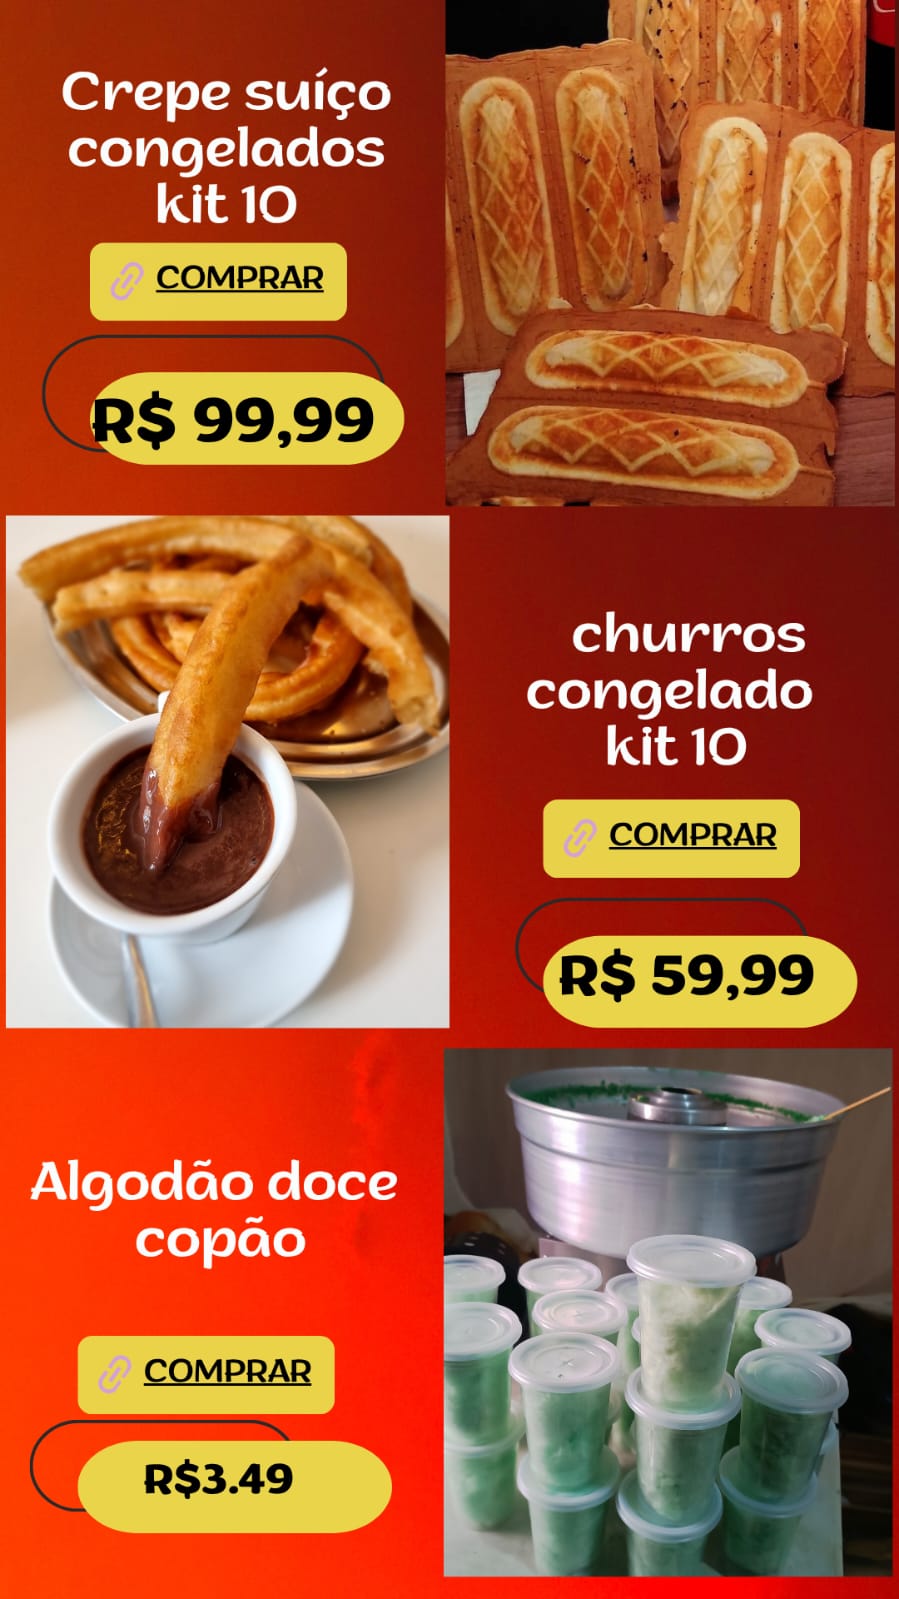 Crepe suíço
congelados
kit 10
COMPRAR
R$ 99,99
churros
congelado
kit 10
COMPRAR
R$ 59,99
Algodão doce
copão
COMPRAR
R$3.49